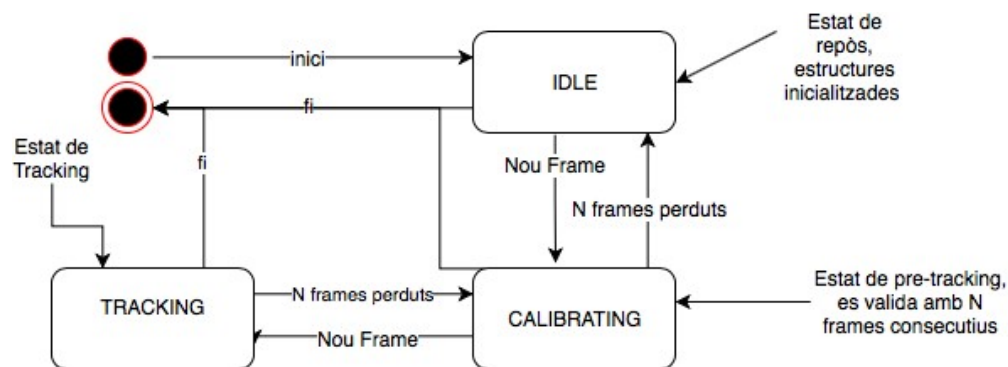 inici
IDLE
Estat de
repòs,
estructures
inicialitzades
fi
Estat de
Tracking
fi
Nou Frame
N frames perduts
TRACKING
N frames perduts
Nou Frame
CALIBRATING
Estat de pre-tracking,
es valida amb N
frames consecutius